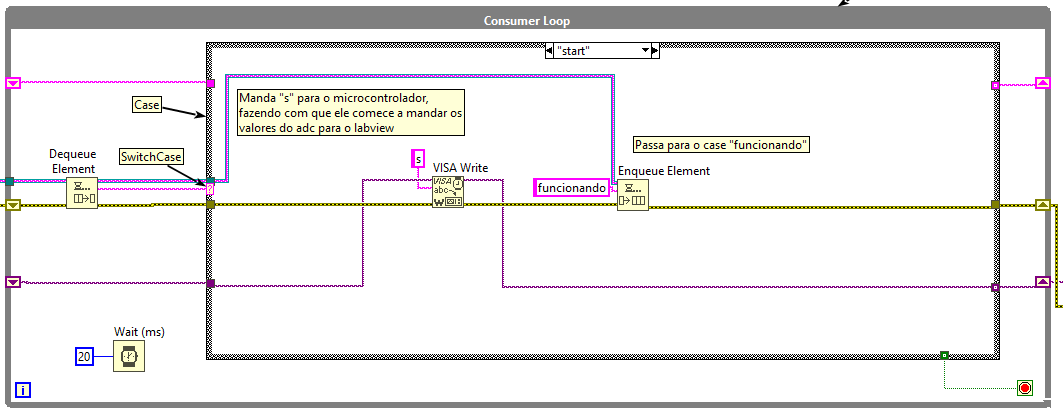 Consumer Loop
"start"
Case
Manda "s" para o microcontrolador,
fazendo com que ele comece a mandar os
valores do adc para o labview
Passa para o case "funcionando"
Dequeue
Element
SwitchCase
s
VISA Write
VISA
abc
W
Enqueue Element
funcionando
?
Wait (ms)
20
i